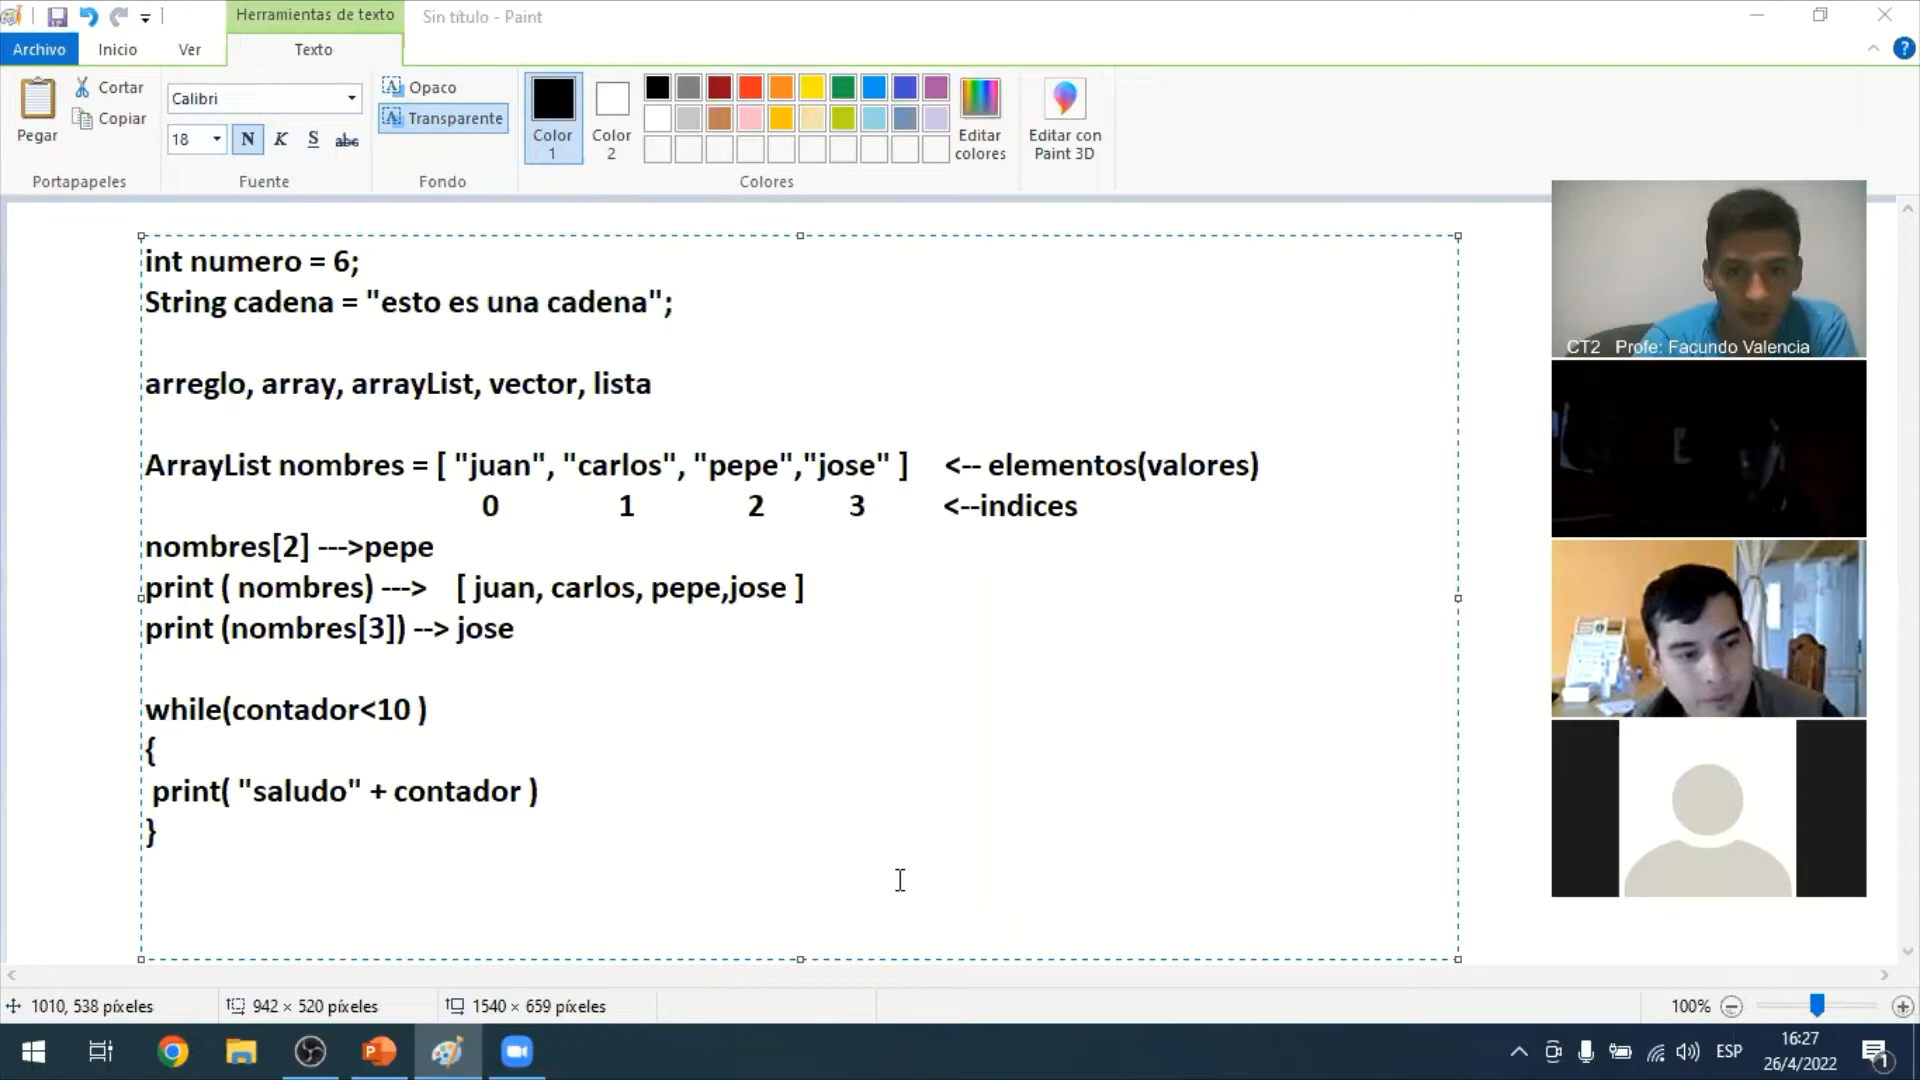 Herramientas de texto
Sin título - Paint
Archivo
Inicio
Ver
Texto
Pegar
Cortar
Copiar
Portapapeles
Calibri
18
N K S abc
Fuente
Opaco
Transparente
Fondo
Color 1
Color 2
Editar colores
Colores
Editar con Paint 3D
int numero = 6;
String cadena = "esto es una cadena";
arreglo, array, arrayList, vector, lista
ArrayList nombres = [ "juan", "carlos", "pepe","jose" ] <-- elementos(valores)
0 1 2 3 <--indices
nombres[2] --->pepe
print ( nombres) ---> [ juan, carlos, pepe,jose ]
print (nombres[3]) --> jose
while(contador<10 )
{
print( "saludo" + contador )
}
CT2 Profe: Facundo Valencia
1010, 538 píxeles
942 × 520 píxeles
1540 × 659 píxeles
100%
ESP
16:27
26/4/2022
1